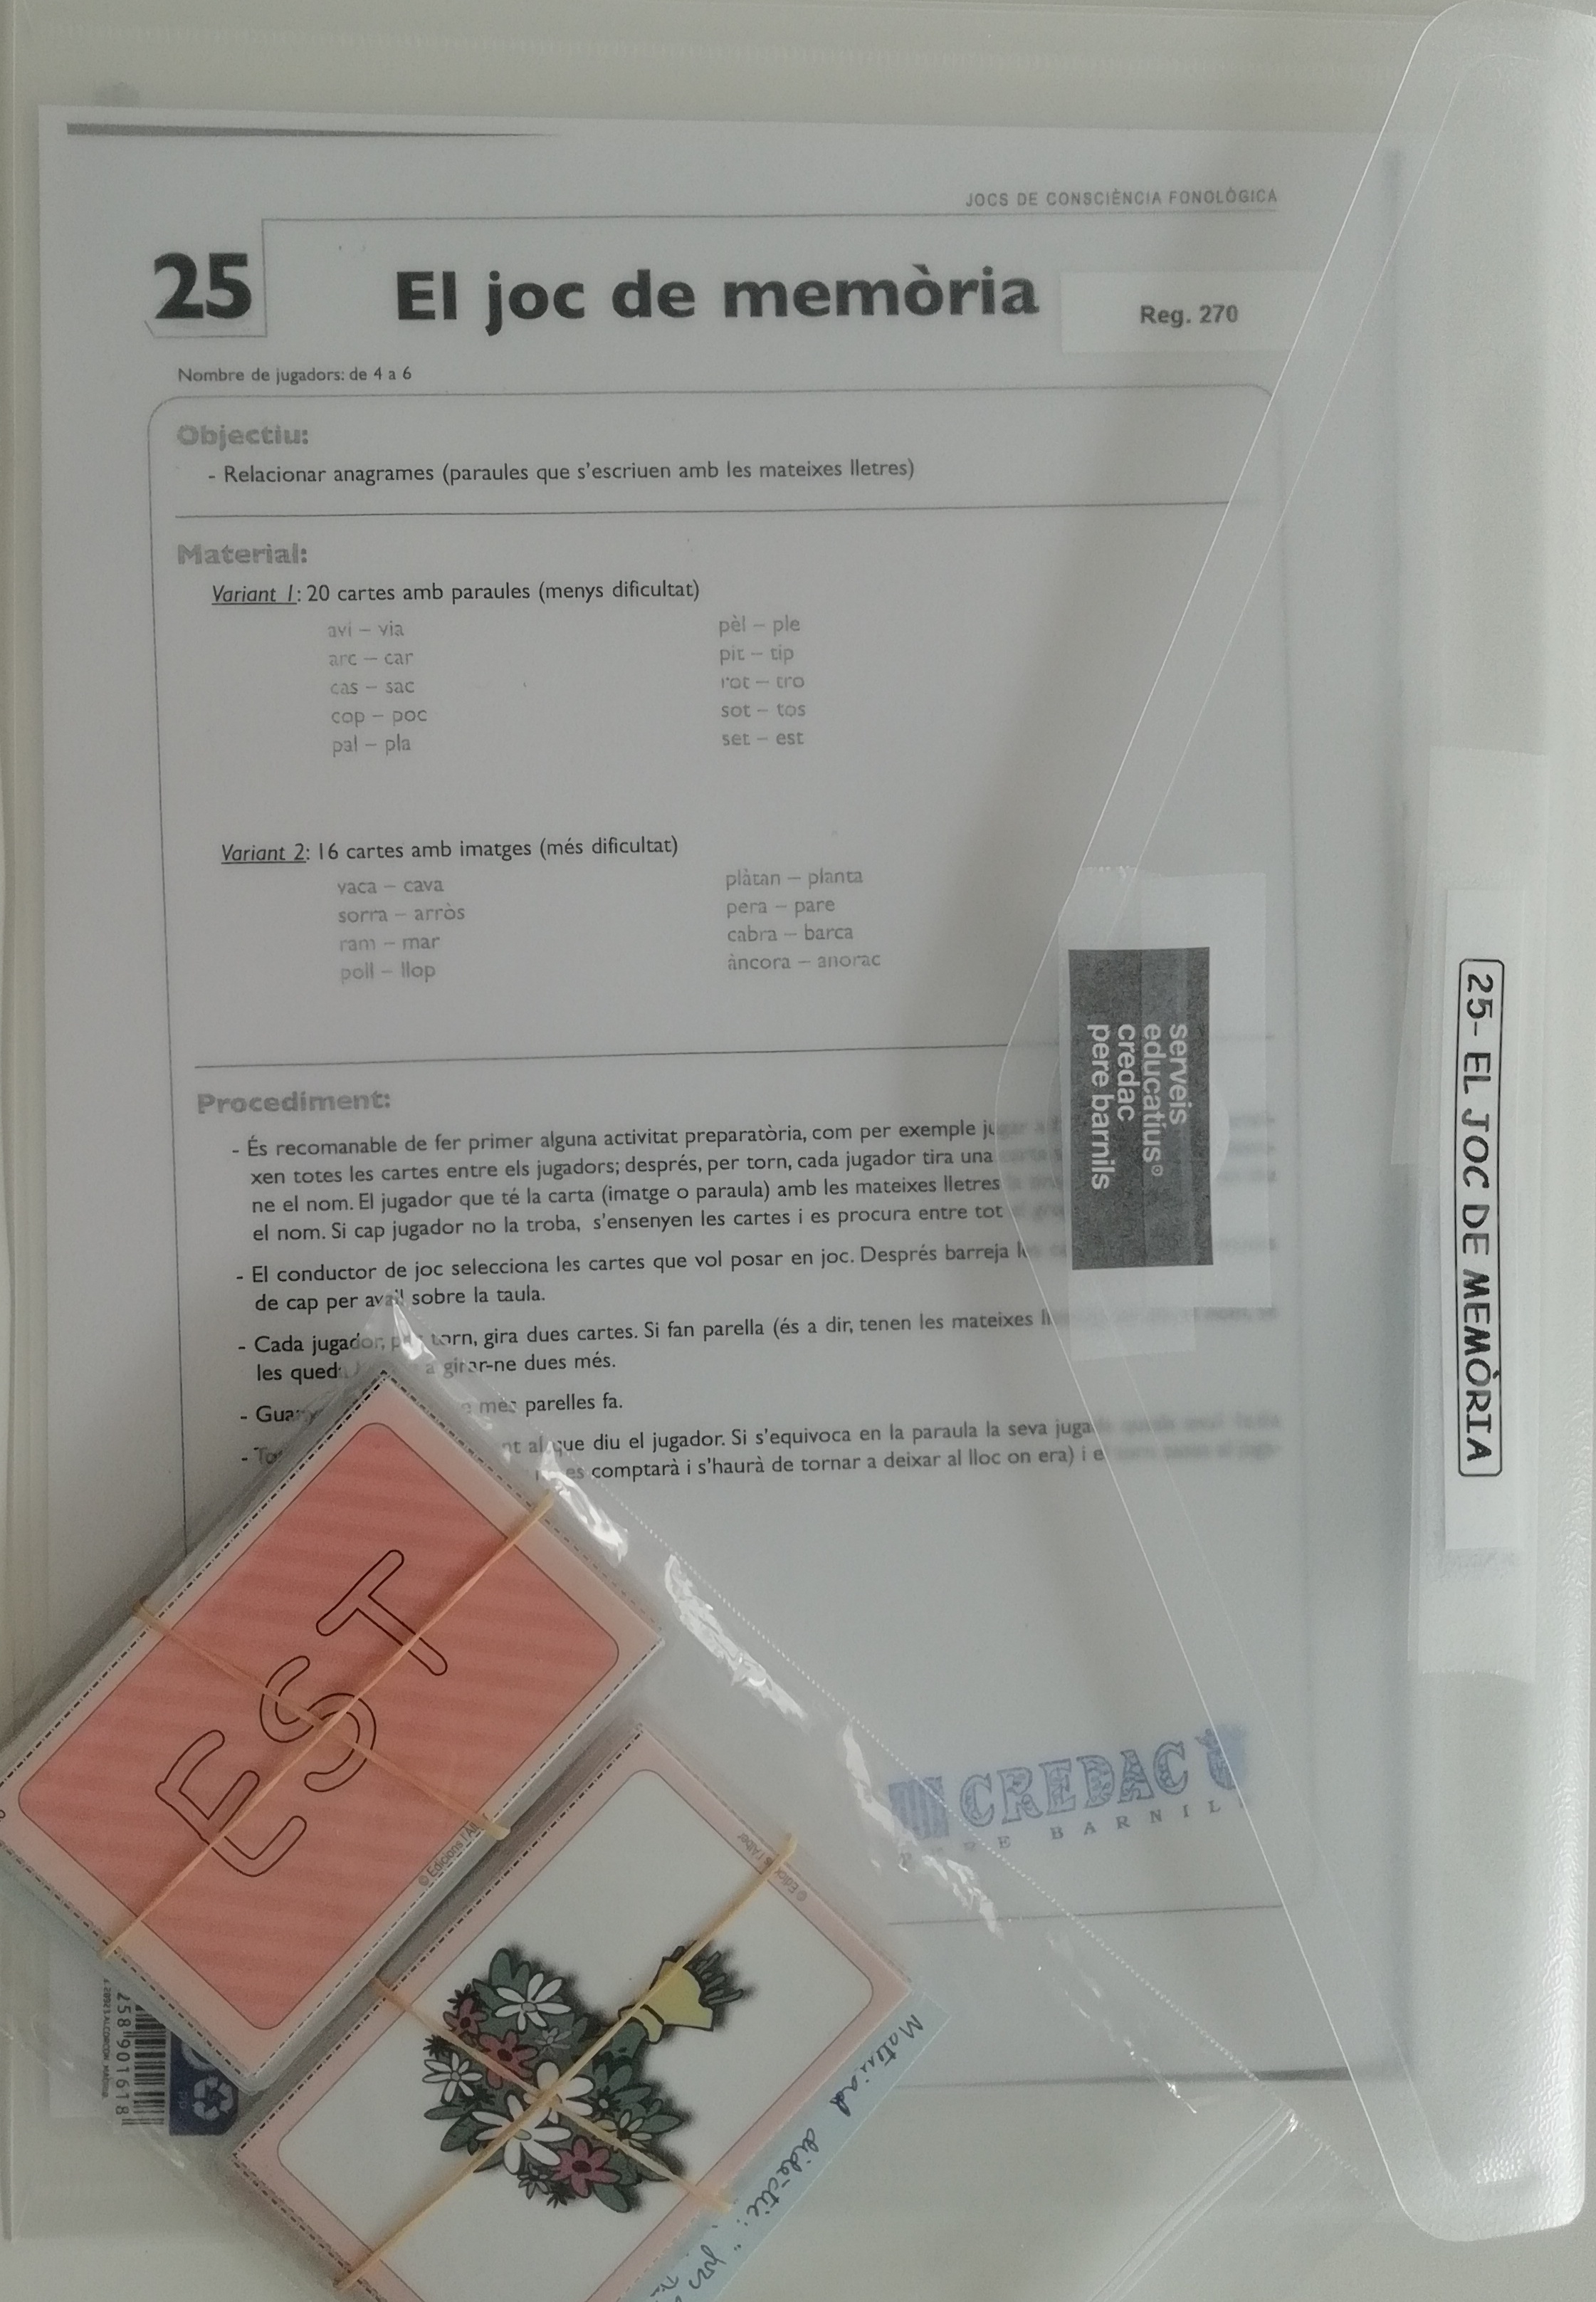 JOCS DE CONSCIÈNCIA FONOLÒGICA
25
El joc de memòria
Reg. 270
Nombre de jugadors: de 4 a 6
Objectiu:
- Relacionar anagrames (paraules que s'escriuen amb les mateixes lletres)
Material:
Variant 1: 20 cartes amb paraules (menys dificultat)
avi – via
arc – car
cas – sac
cop – poc
pal – pla
pèl – ple
pit – tip
rot – tro
sot – tos
set – est
Variant 2: 16 cartes amb imatges (més dificultat)
vaca – cava
sorra – arròs
ram – mar
poll – llop
plàtan – planta
pera – pare
cabra – barca
àncora – anorac
Procediment:
- És recomanable de fer primer alguna activitat preparatòria, com per exemple
xen totes les cartes entre els jugadors; després, per torn, cada jugador tira una
ne el nom. El jugador que té la carta (imatge o paraula) amb les mateixes lletres
el nom. Si cap jugador no la troba, s'ensenyen les cartes i es procura entre tot
- El conductor de joc selecciona les cartes que vol posar en joc. Després barreja
de cap per avall sobre la taula.
- Cada jugador, per torn, gira dues cartes. Si fan parella (és a dir, tenen les mateixes
les girar-ne dues més.
- més parelles fa.
- al que diu el jugador. Si s'equivoca en la paraula la seva
es comptarà i s'haurà de tornar a deixar al lloc on era) i
serveis
educatius
credac
pere barnils
25- EL JOC DE MEMÒRIA
EST
© Edicions l'Al
CREDAC
Material didàctic: